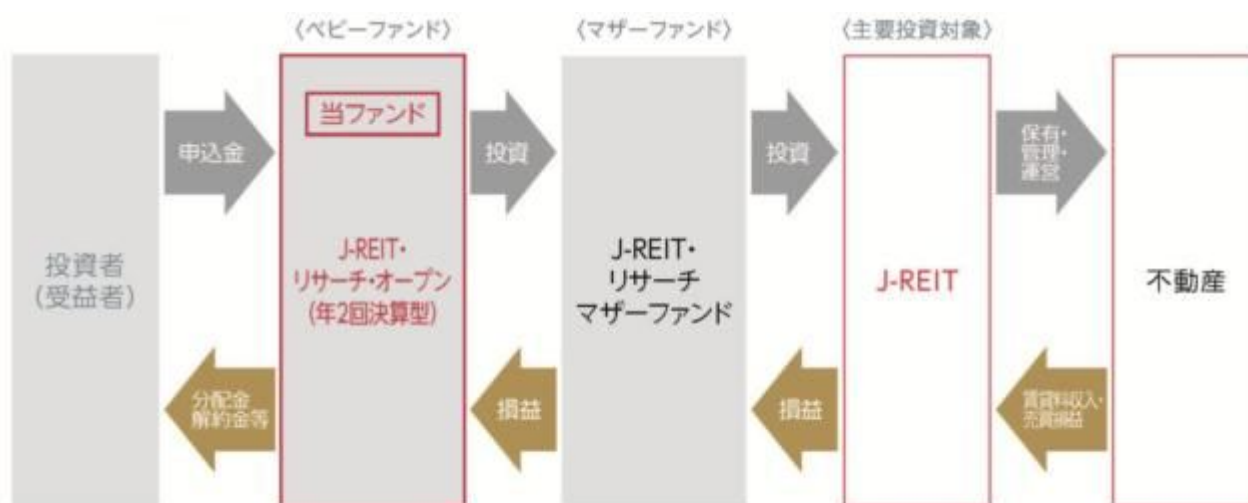 〈ベビーファンド〉
〈マザーファンド〉
〈主要投資対象〉
当ファンド
申込金
投資
投資
保有・
管理・
運営
投資者
(受益者)
J-REIT・
リサーチ・オープン
(年2回決算型)
J-REIT・
リサーチ
マザーファンド
J-REIT
不動産
分配金
解約金等
損益
損益
賃貸料収入・
売買損益